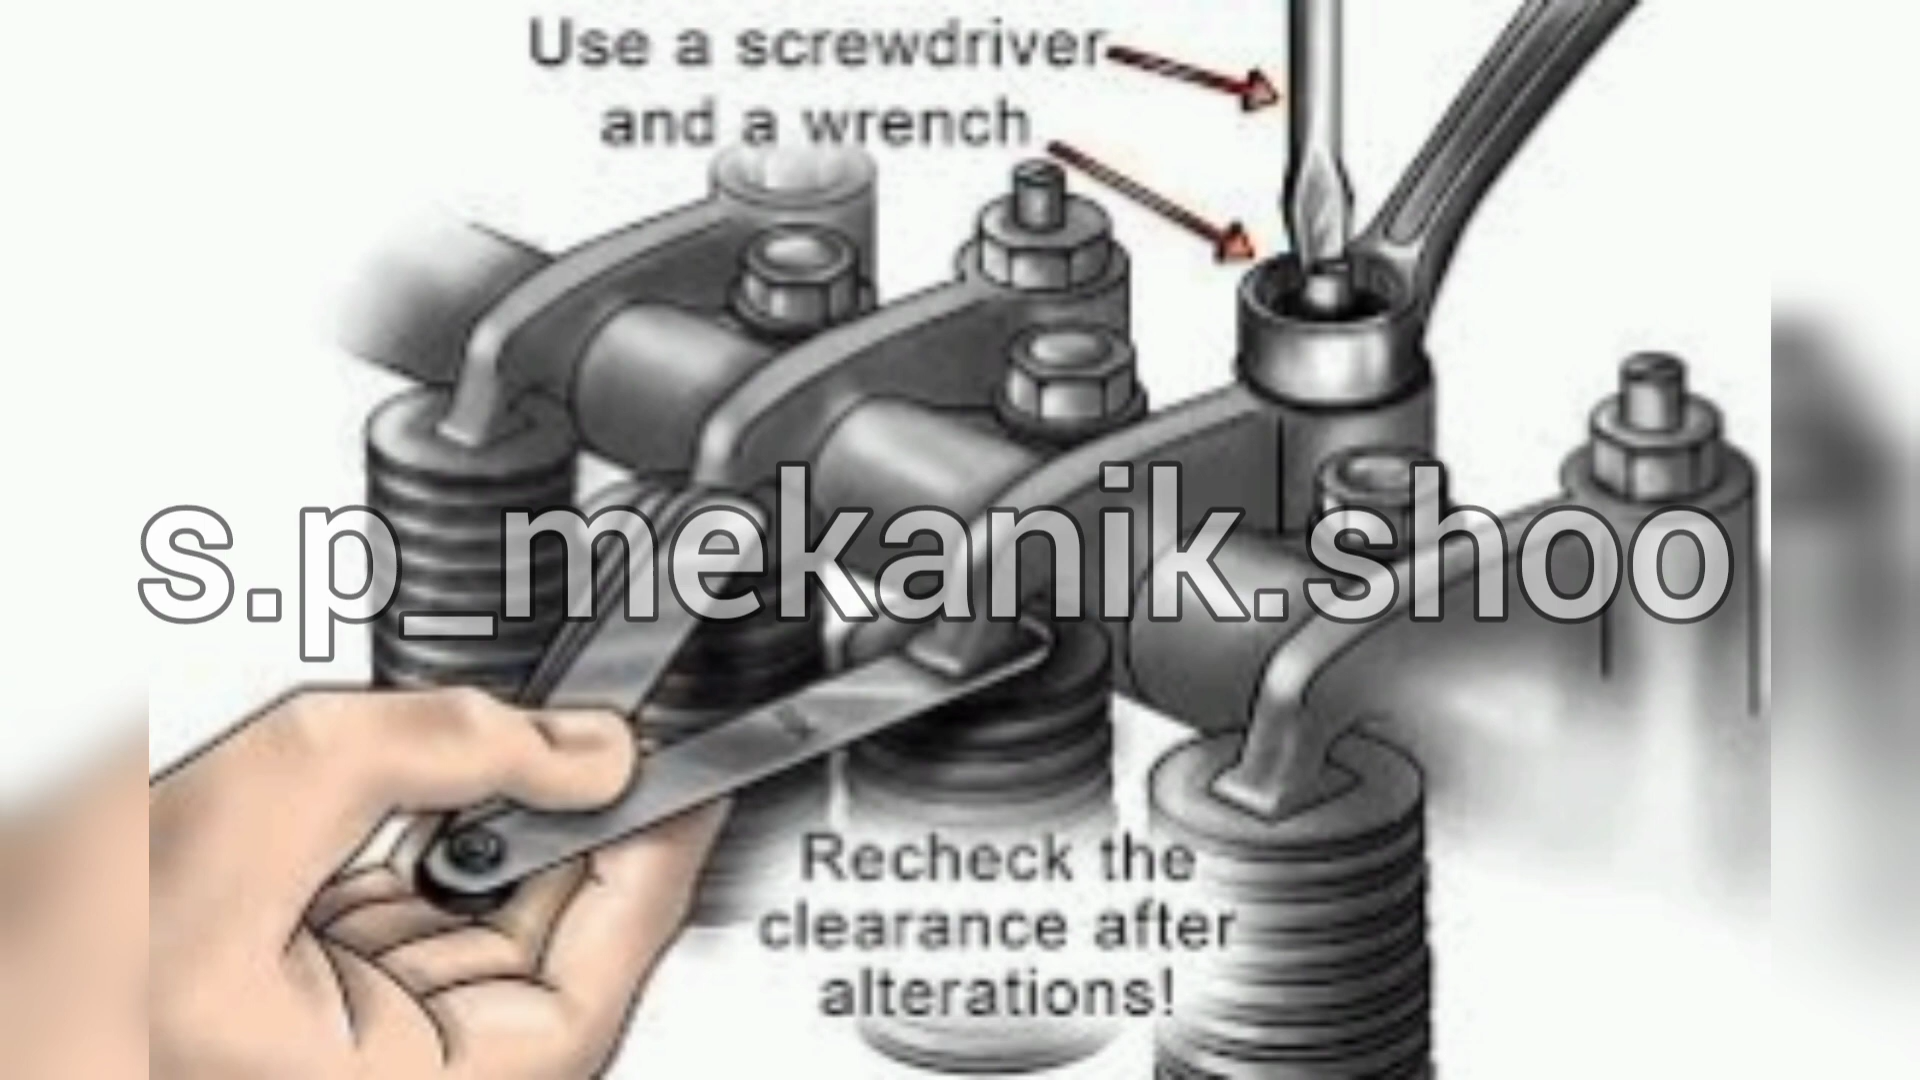 Use a screwdriver
and a wrench
s.p_mekanik.shoo
Recheck the
clearance after
alterations!